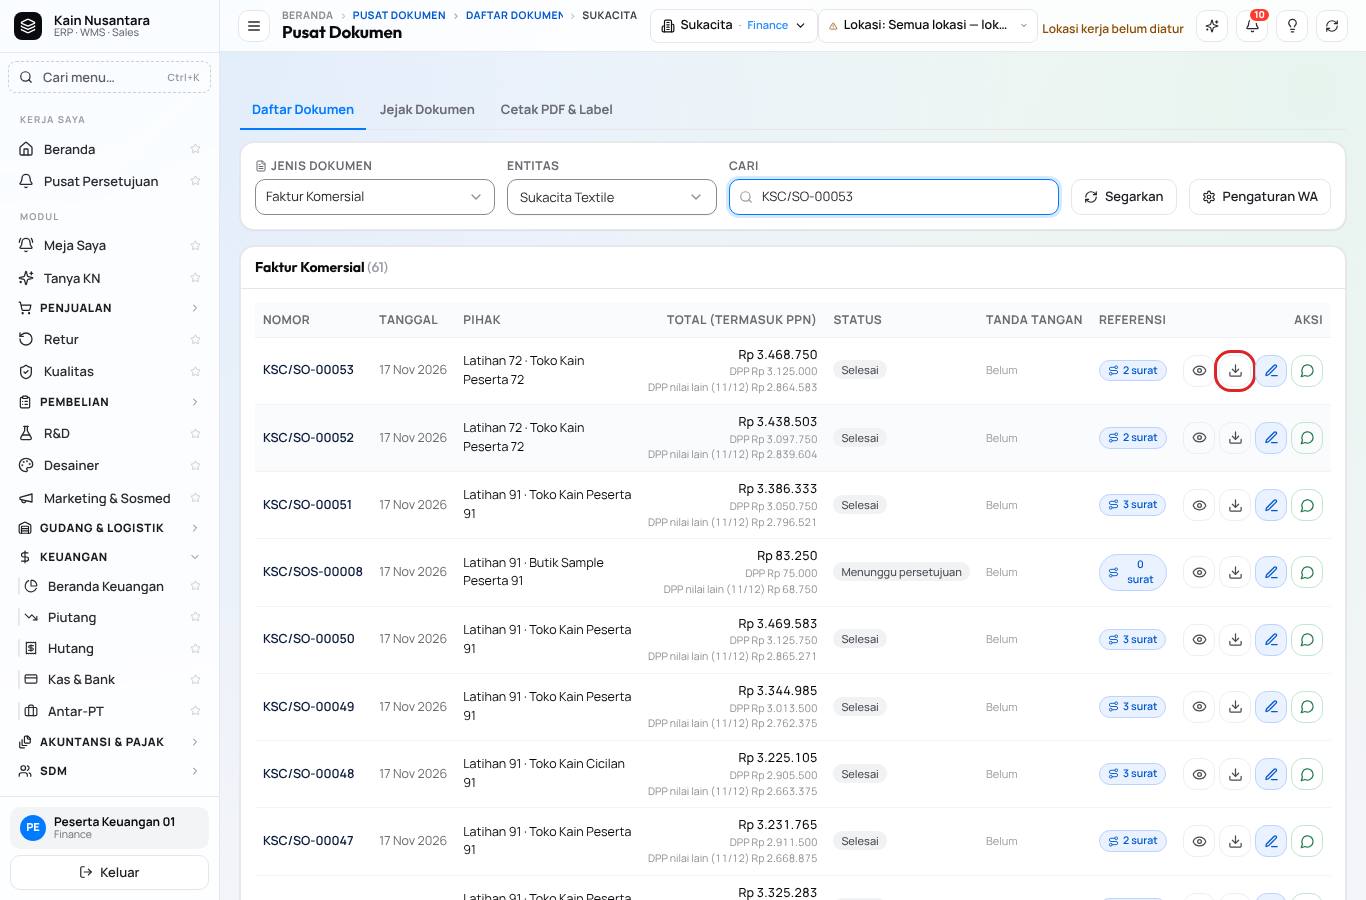 Kain Nusantara
ERP · WMS · Sales
Cari menu...
Ctrl+K
KERJA SAYA
Beranda
Pusat Persetujuan
MODUL
Meja Saya
Tanya KN
PENJUALAN
Retur
Kualitas
PEMBELIAN
R&D
Desainer
Marketing & Sosmed
GUDANG & LOGISTIK
KEUANGAN
Beranda Keuangan
Piutang
Hutang
Kas & Bank
Antar-PT
AKUNTANSI & PAJAK
SDM
PE
Peserta Keuangan 01
Finance
Keluar
BERANDA > PUSAT DOKUMEN > DAFTAR DOKUMEN > SUKACITA
Pusat Dokumen
Sukacita · Finance
Lokasi: Semua lokasi — lok...
Lokasi kerja belum diatur
10
Daftar Dokumen
Jejak Dokumen
Cetak PDF & Label
JENIS DOKUMEN
Faktur Komersial
ENTITAS
Sukacita Textile
CARI
KSC/SO-00053
Segarkan
Pengaturan WA
Faktur Komersial (61)
NOMOR TANGGAL PIHAK TOTAL (TERMASUK PPN) STATUS TANDA TANGAN REFERENSI AKSI
KSC/SO-00053 17 Nov 2026 Latihan 72 · Toko Kain Peserta 72 Rp 3.468.750 Selesai Belum 2 surat
DPP Rp 3.125.000
DPP nilai lain (11/12) Rp 2.864.583
KSC/SO-00052 17 Nov 2026 Latihan 72 · Toko Kain Peserta 72 Rp 3.438.503 Selesai Belum 2 surat
DPP Rp 3.097.750
DPP nilai lain (11/12) Rp 2.839.604
KSC/SO-00051 17 Nov 2026 Latihan 91 · Toko Kain Peserta 91 Rp 3.386.333 Selesai Belum 3 surat
DPP Rp 3.050.750
DPP nilai lain (11/12) Rp 2.796.521
KSC/SOS-00008 17 Nov 2026 Latihan 91 · Butik Sample Peserta 91 Rp 83.250 Menunggu persetujuan Belum 0 surat
DPP Rp 75.000
DPP nilai lain (11/12) Rp 68.750
KSC/SO-00050 17 Nov 2026 Latihan 91 · Toko Kain Peserta 91 Rp 3.469.583 Selesai Belum 3 surat
DPP Rp 3.125.750
DPP nilai lain (11/12) Rp 2.865.271
KSC/SO-00049 17 Nov 2026 Latihan 91 · Toko Kain Peserta 91 Rp 3.344.985 Selesai Belum 3 surat
DPP Rp 3.013.500
DPP nilai lain (11/12) Rp 2.762.375
KSC/SO-00048 17 Nov 2026 Latihan 91 · Toko Kain Cicilan 91 Rp 3.225.105 Selesai Belum 3 surat
DPP Rp 2.905.500
DPP nilai lain (11/12) Rp 2.663.375
KSC/SO-00047 17 Nov 2026 Latihan 91 · Toko Kain Peserta 91 Rp 3.231.765 Selesai Belum 2 surat
DPP Rp 2.911.500
DPP nilai lain (11/12) Rp 2.668.875
Latihan 91 · Toko Kain Peserta Rp 3.325.283